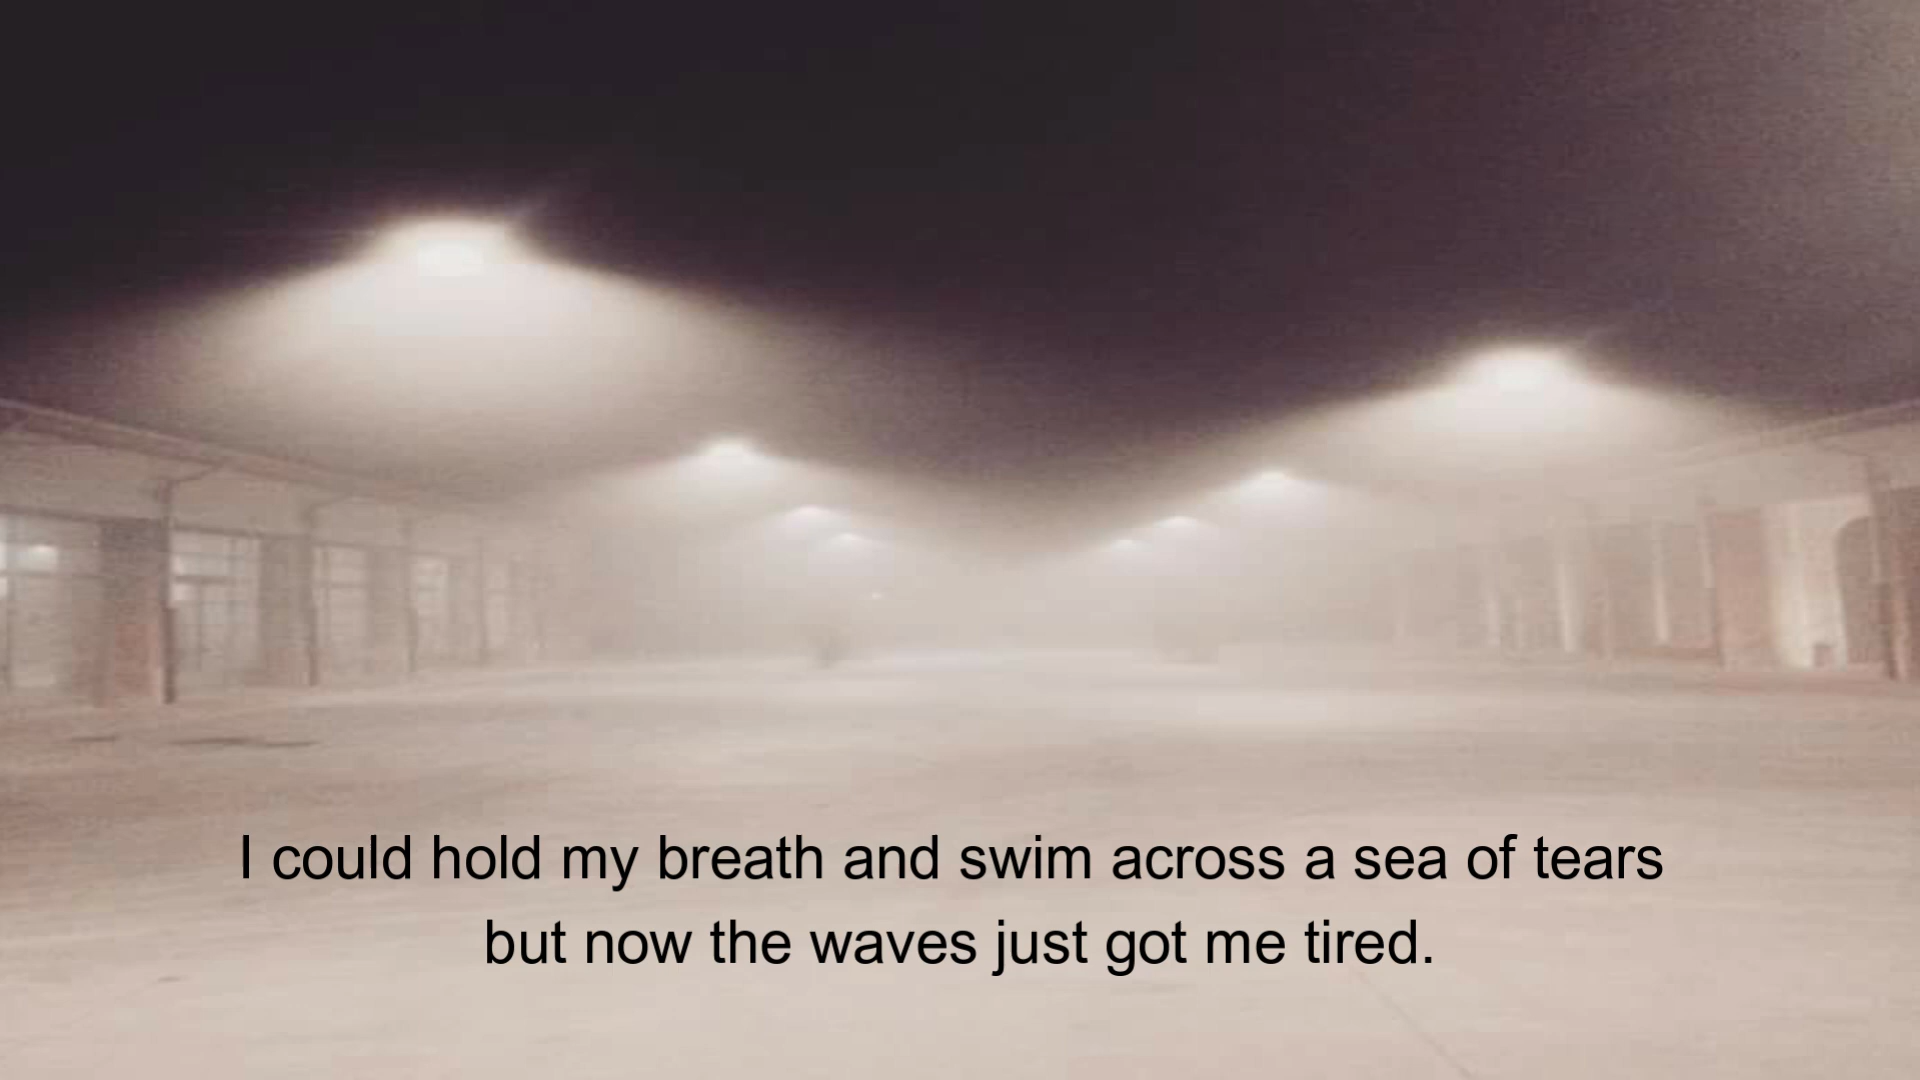 I could hold my breath and swim across a sea of tears
but now the waves just got me tired.